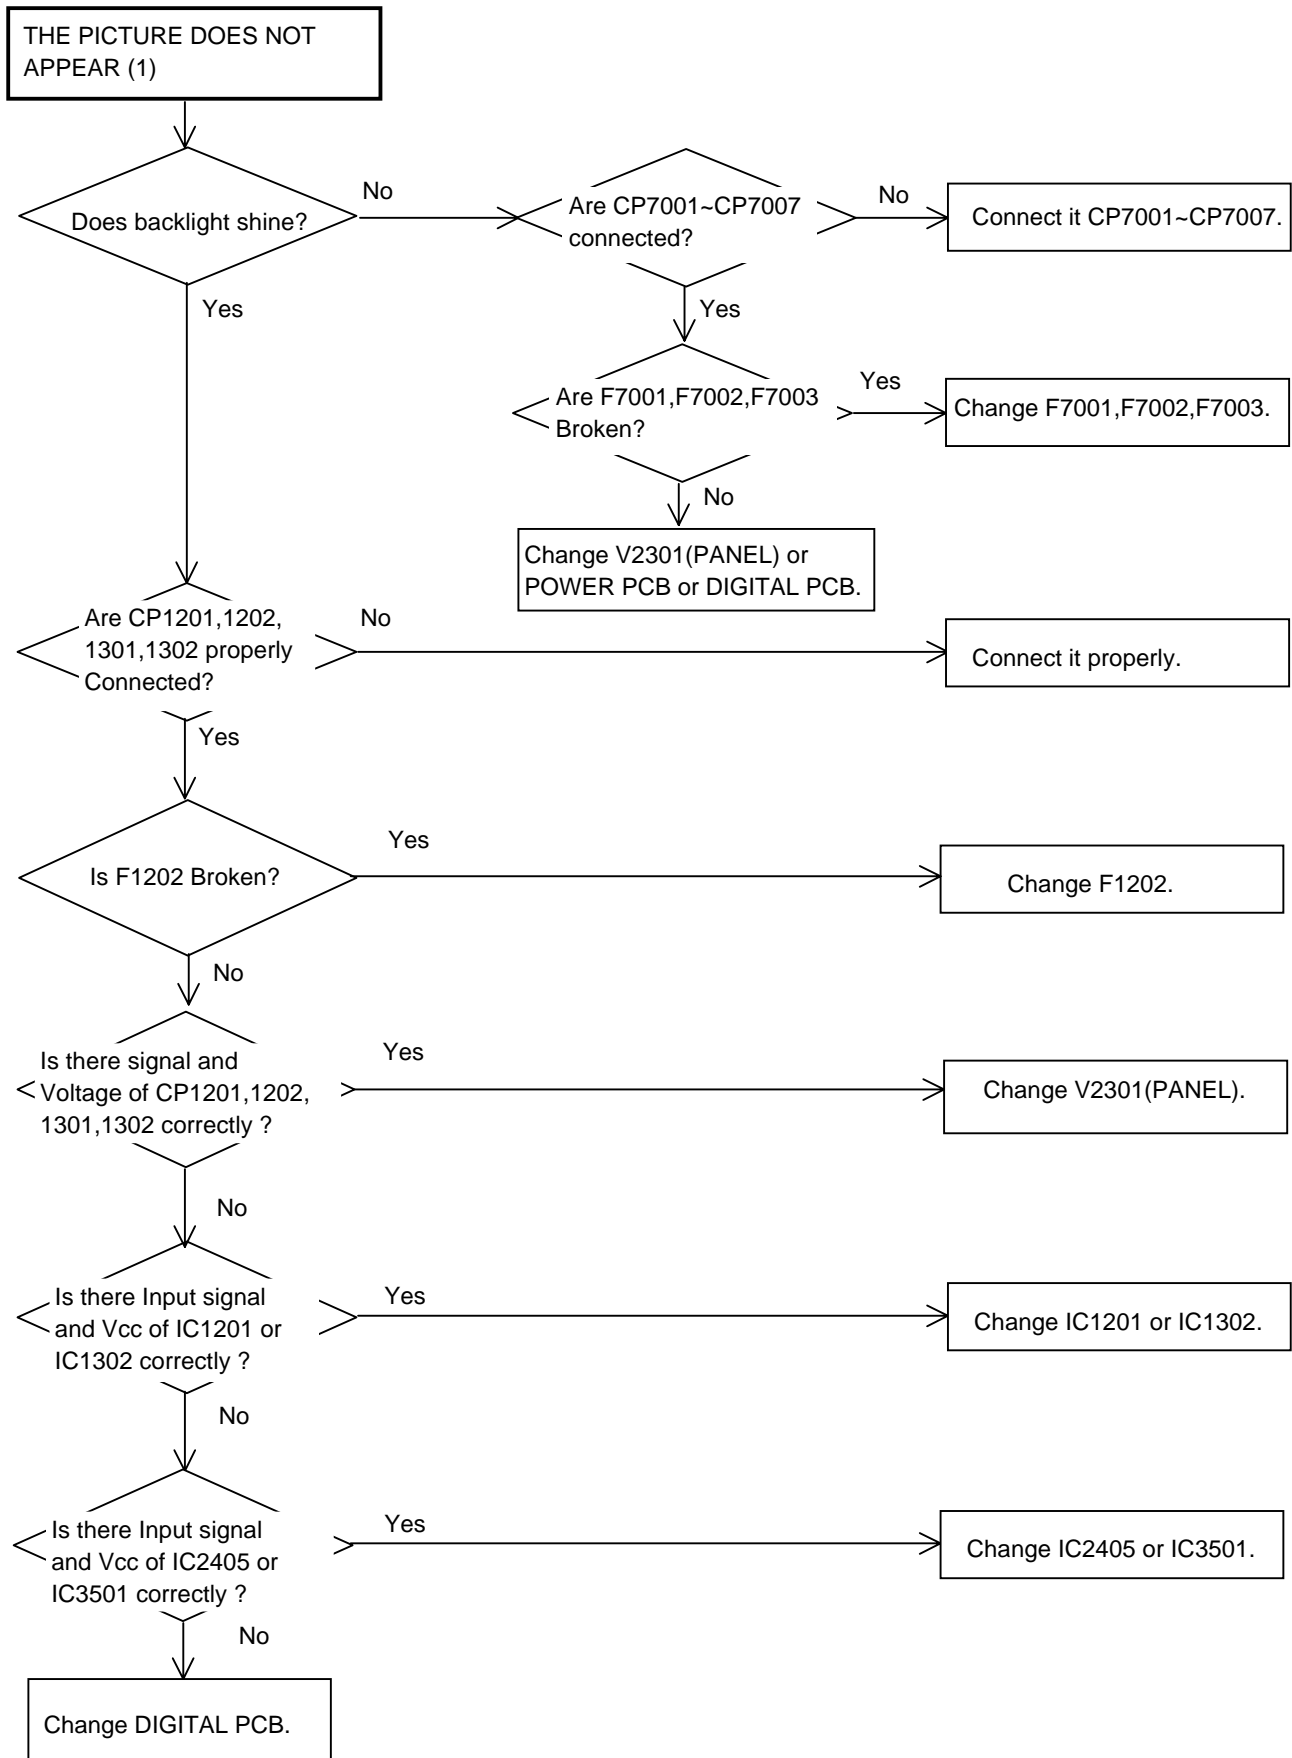 THE PICTURE DOES NOT
APPEAR (1)
Does backlight shine?
No
Are CP7001~CP7007
connected?
No
Connect it CP7001~CP7007.
Yes
Yes
Are F7001,F7002,F7003
Broken?
Yes
Change F7001,F7002,F7003.
No
Change V2301(PANEL) or
POWER PCB or DIGITAL PCB.
Are CP1201,1202,
1301,1302 properly
Connected?
No
Connect it properly.
Yes
Is F1202 Broken?
Yes
Change F1202.
No
Is there signal and
Voltage of CP1201,1202,
1301,1302 correctly ?
Yes
Change V2301(PANEL).
No
Is there Input signal
and Vcc of IC1201 or
IC1302 correctly ?
Yes
Change IC1201 or IC1302.
No
Is there Input signal
and Vcc of IC2405 or
IC3501 correctly ?
Yes
Change IC2405 or IC3501.
No
Change DIGITAL PCB.